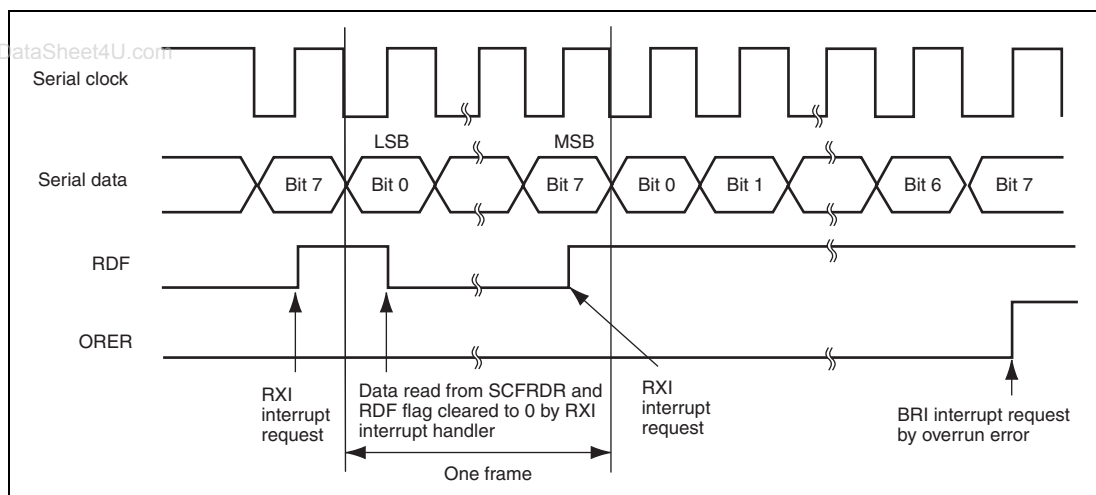 DataSheet4U.com
Serial clock
LSB
MSB
Serial data
Bit 7
Bit 0
Bit 7
Bit 0
Bit 1
Bit 6
Bit 7
RDF
ORER
RXI
interrupt
request
Data read from SCFRDR and
RDF flag cleared to 0 by RXI
interrupt handler
RXI
interrupt
request
BRI interrupt request
by overrun error
One frame